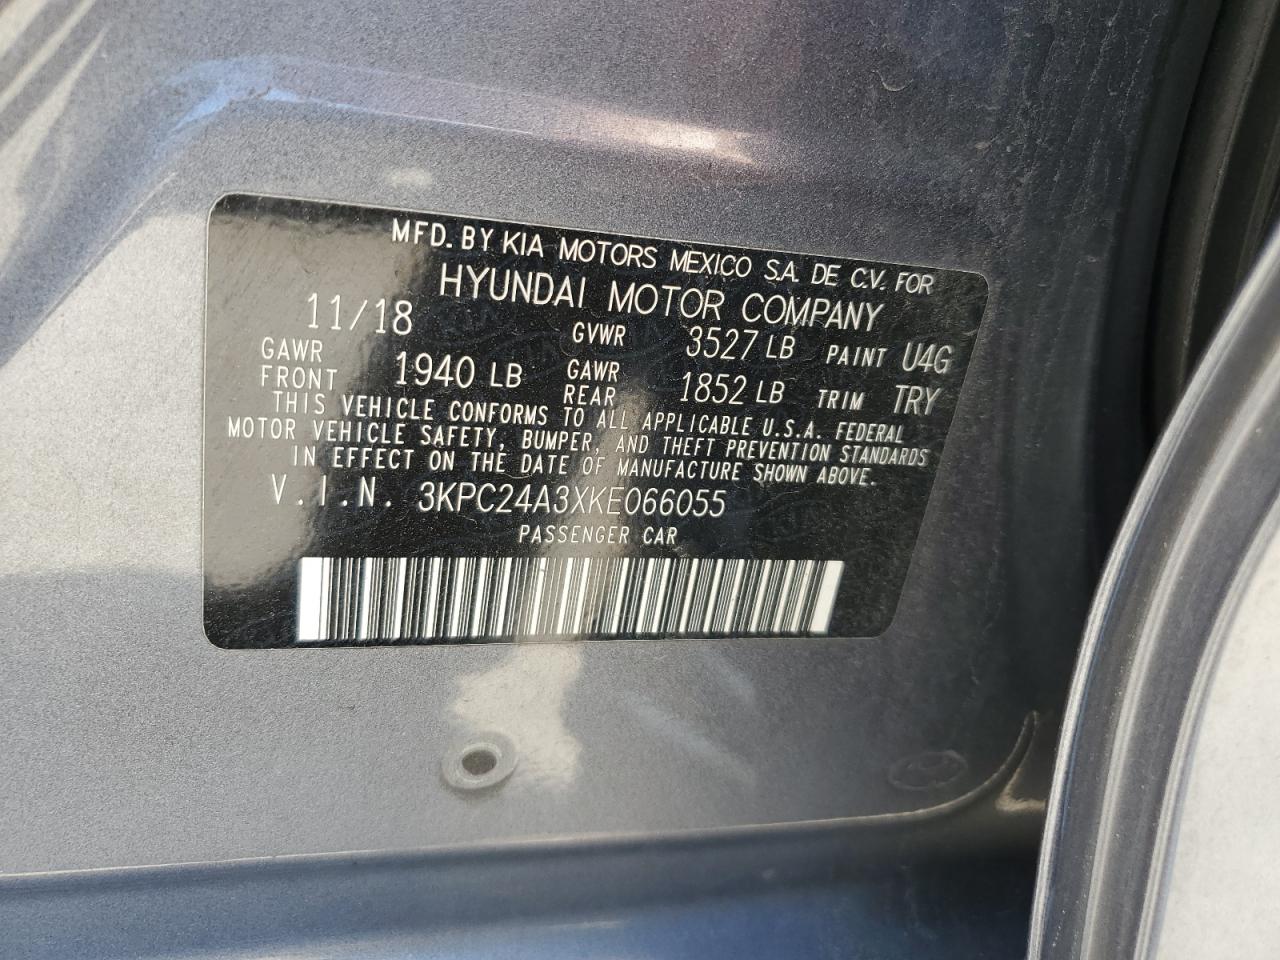 MFD. BY KIA MOTORS MEXICO S.A. DE C.V. FOR
HYUNDAI MOTOR COMPANY
11/18 GVWR 3527 LB PAINT U4G
GAWR FRONT 1940 LB GAWR REAR 1852 LB TRIM TRY
THIS VEHICLE CONFORMS TO ALL APPLICABLE U.S.A. FEDERAL
MOTOR VEHICLE SAFETY, BUMPER, AND THEFT PREVENTION STANDARDS
IN EFFECT ON THE DATE OF MANUFACTURE SHOWN ABOVE.
V.I.N. 3KPC24A3XKE066055
PASSENGER CAR